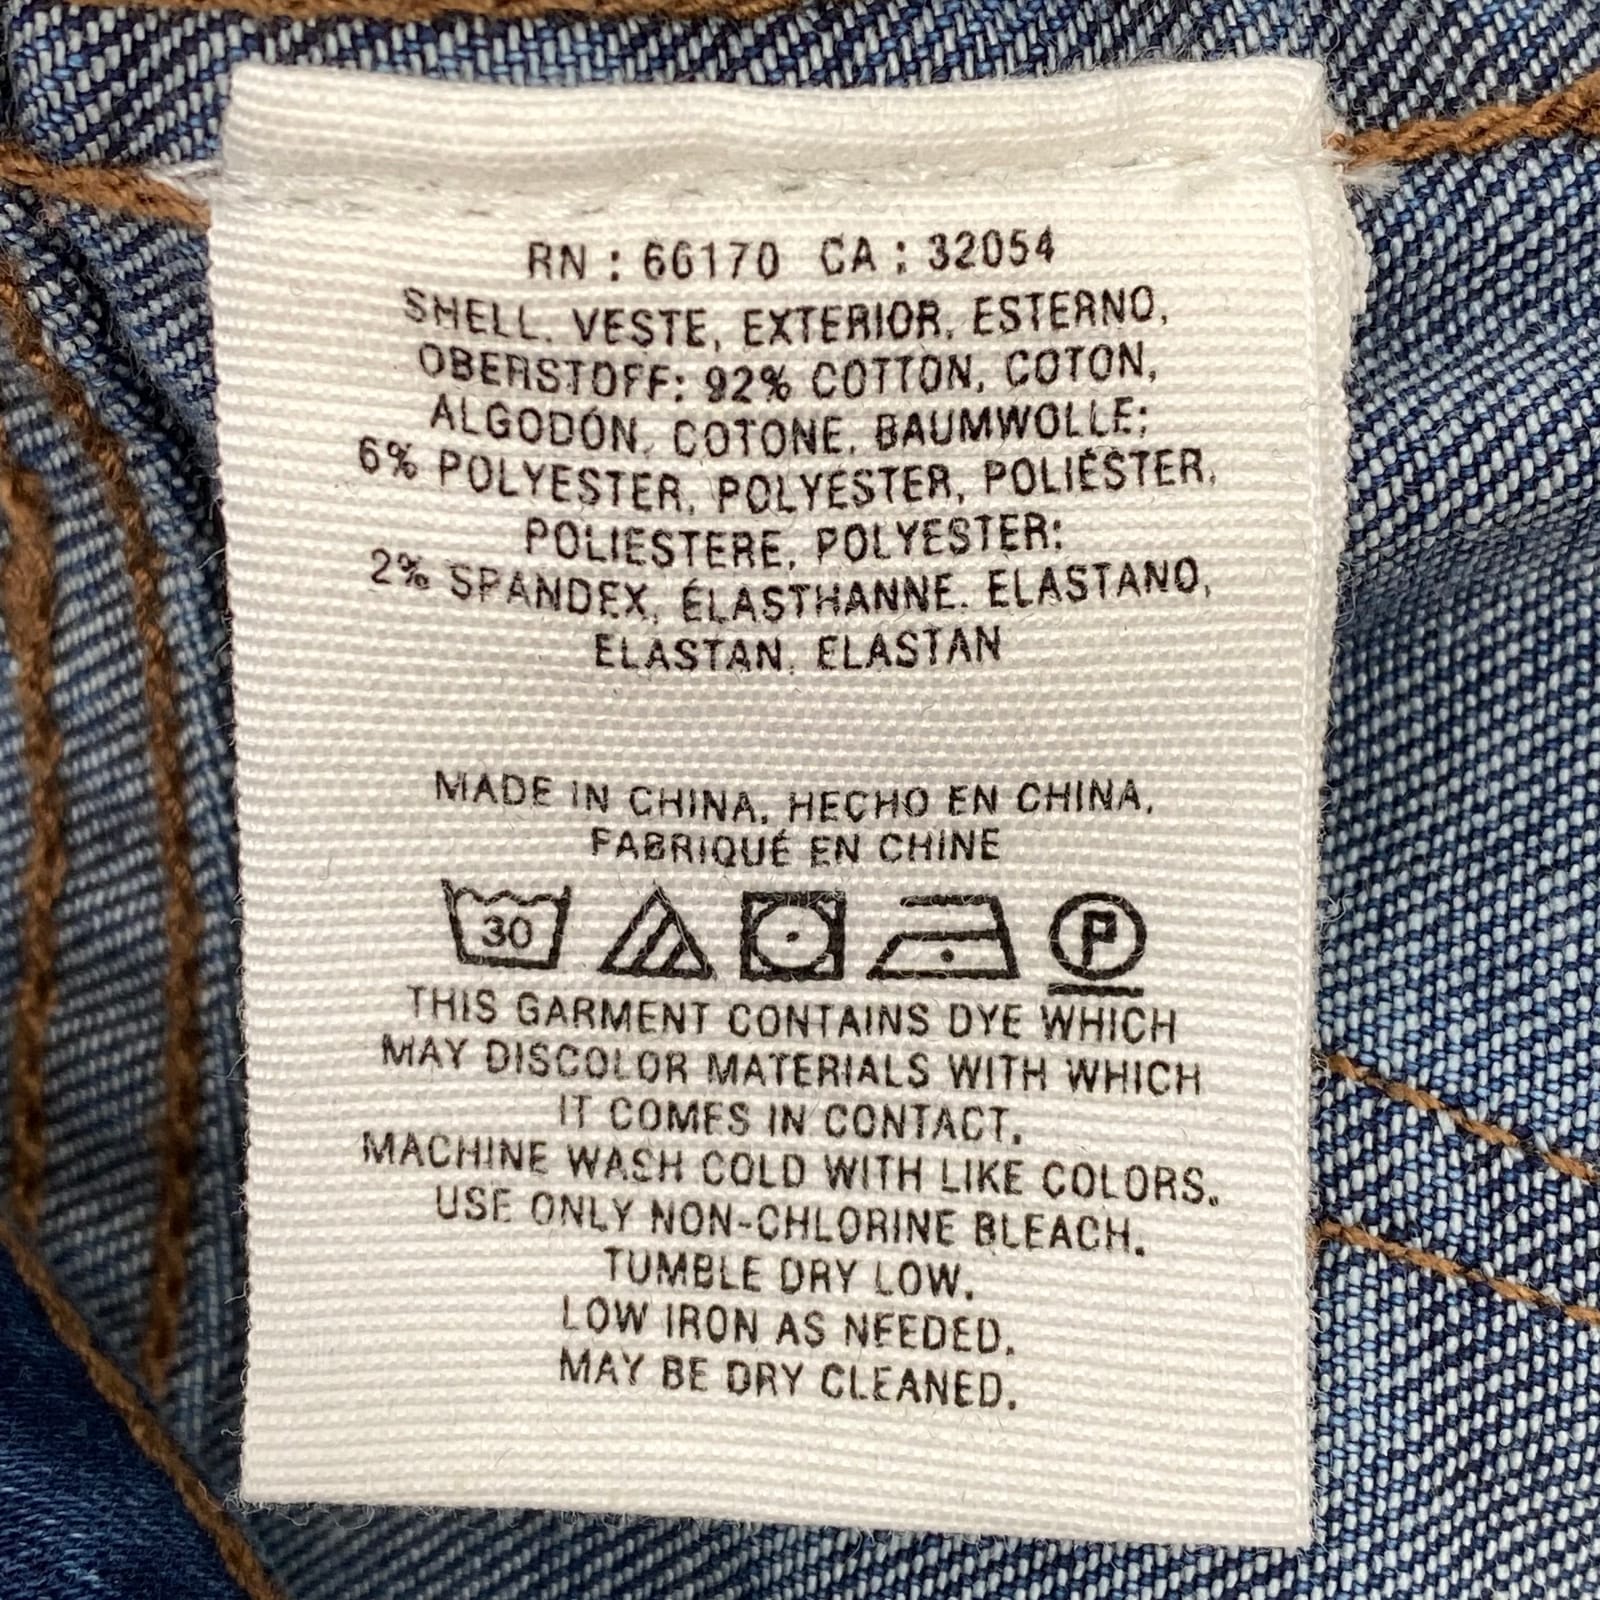 RN : 66170 CA : 32054
SHELL, VESTE, EXTERIOR, ESTERNO,
OBERSTOFF: 92% COTTON, COTON,
ALGODÓN, COTONE, BAUMWOLLE;
6% POLYESTER, POLYESTER, POLIÉSTER,
POLIESTERE, POLYESTER;
2% SPANDEX, ÉLASTHANNE, ELASTANO,
ELASTAN, ELASTAN
MADE IN CHINA, HECHO EN CHINA,
FABRIQUÉ EN CHINE
30 P
THIS GARMENT CONTAINS DYE WHICH
MAY DISCOLOR MATERIALS WITH WHICH
IT COMES IN CONTACT.
MACHINE WASH COLD WITH LIKE COLORS.
USE ONLY NON-CHLORINE BLEACH.
TUMBLE DRY LOW.
LOW IRON AS NEEDED.
MAY BE DRY CLEANED.